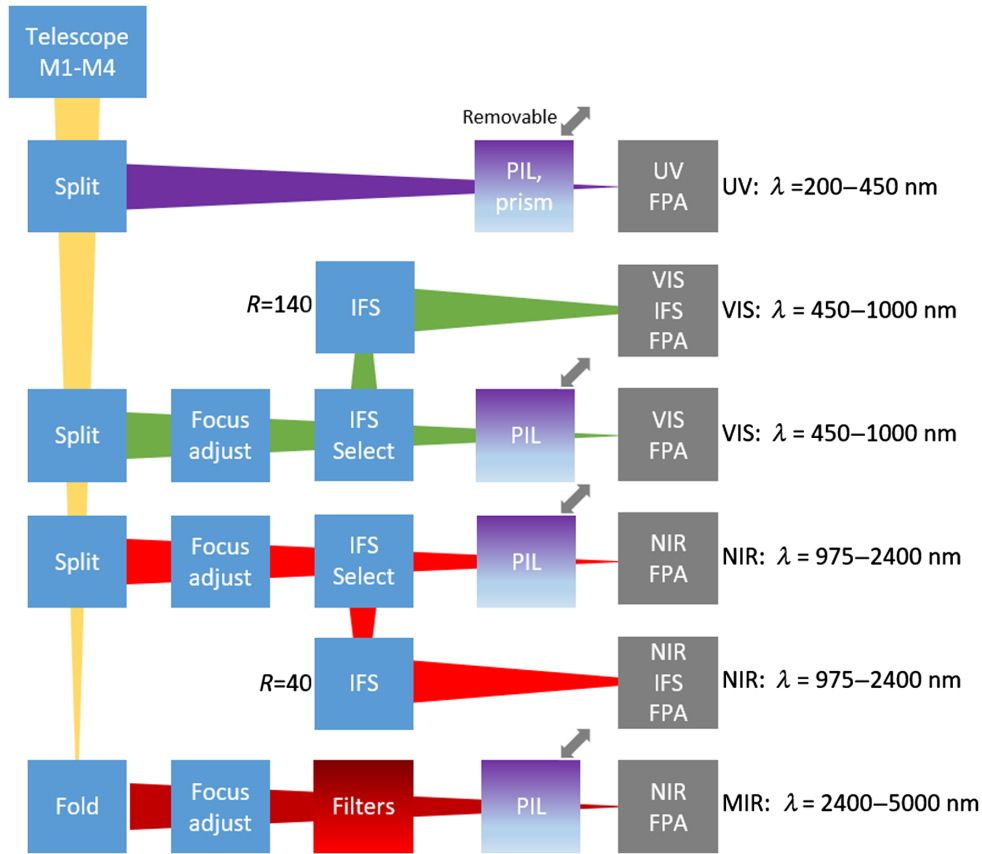 Telescope
M1-M4
Removable
Split
PIL,
prism
UV
FPA
UV: λ =200–450 nm
R=140
IFS
VIS
IFS
FPA
VIS: λ = 450–1000 nm
Split
Focus
adjust
IFS
Select
PIL
VIS
FPA
VIS: λ = 450–1000 nm
Split
Focus
adjust
IFS
Select
PIL
NIR
FPA
NIR: λ = 975–2400 nm
R=40
IFS
NIR
IFS
FPA
NIR: λ = 975–2400 nm
Fold
Focus
adjust
Filters
PIL
NIR
FPA
MIR: λ = 2400–5000 nm